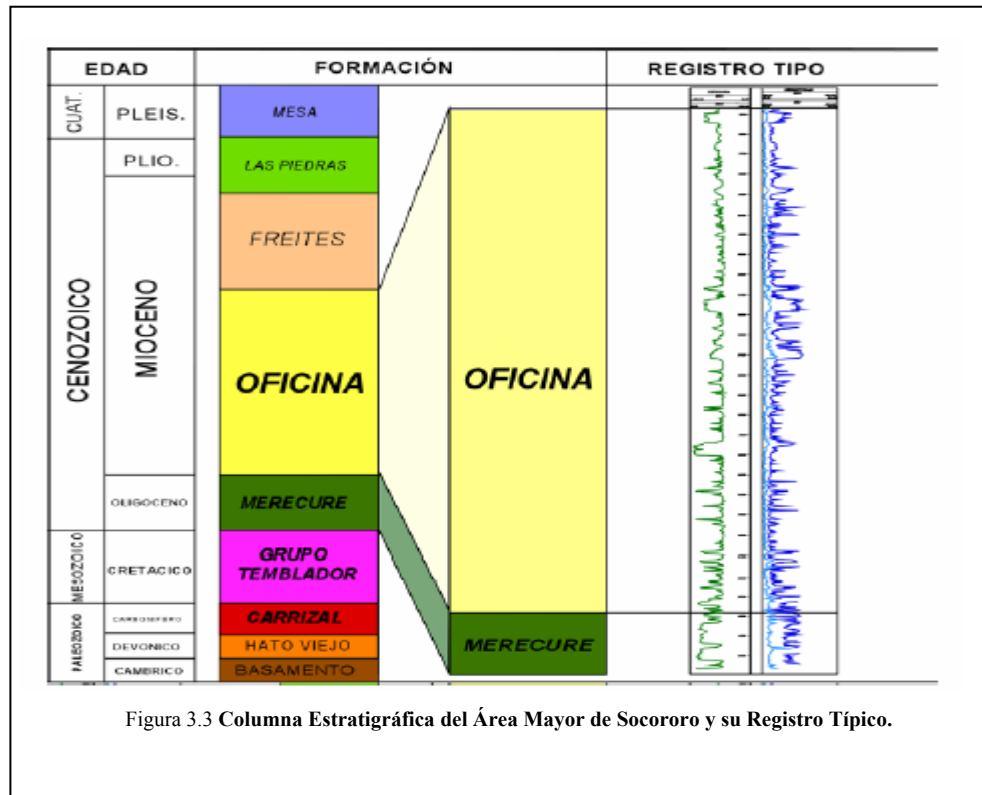 EDAD
FORMACIÓN
REGISTRO TIPO
CUAT.
PLEIS.
MESA
PLIO.
LAS PIEDRAS
CENOZOICO
MIOCENO
FREITES
OFICINA
OFICINA
OLIGOCENO
MERECURE
MESOZOICO
CRETACICO
GRUPO
TEMBLADOR
PALEOZOICO
CARBONIFERO
CARRIZAL
MERECURE
DEVONICO
HATO VIEJO
CAMBRICO
BASAMENTO
Figura 3.3 Columna Estratigráfica del Área Mayor de Socororo y su Registro Típico.